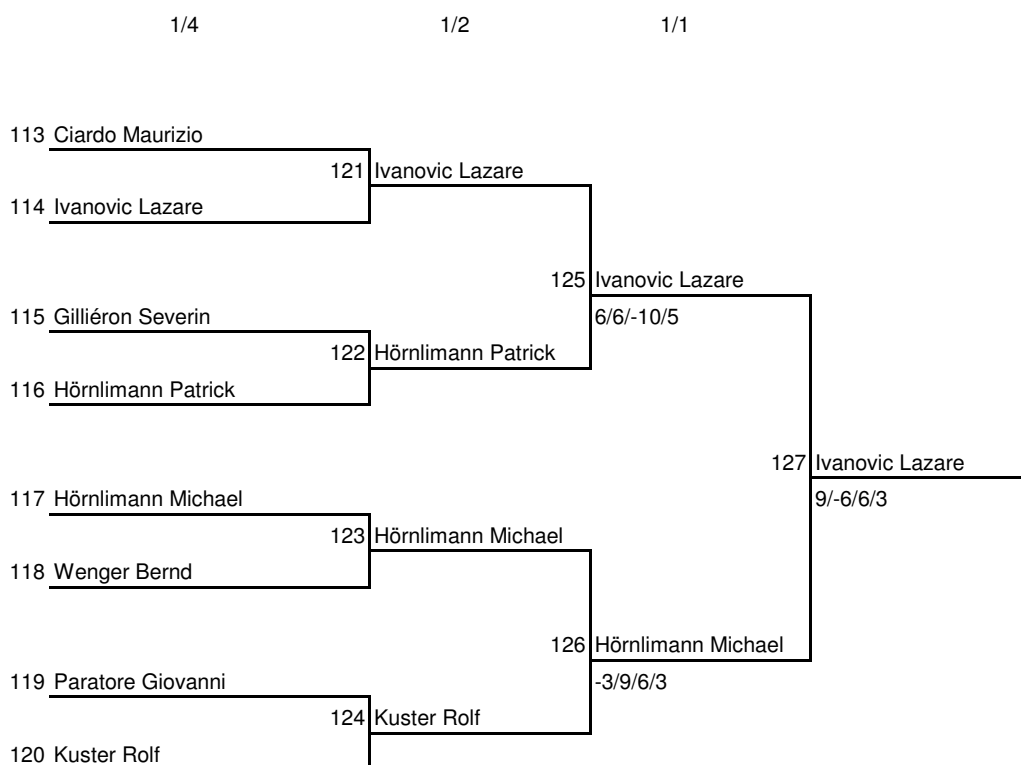 1/4 1/2 1/1
113 Ciardo Maurizio
121 Ivanovic Lazare
114 Ivanovic Lazare
125 Ivanovic Lazare
115 Gilliéron Severin
6/6/-10/5
122 Hörnlimann Patrick
116 Hörnlimann Patrick
127 Ivanovic Lazare
117 Hörnlimann Michael
9/-6/6/3
123 Hörnlimann Michael
118 Wenger Bernd
126 Hörnlimann Michael
119 Paratore Giovanni
-3/9/6/3
124 Kuster Rolf
120 Kuster Rolf